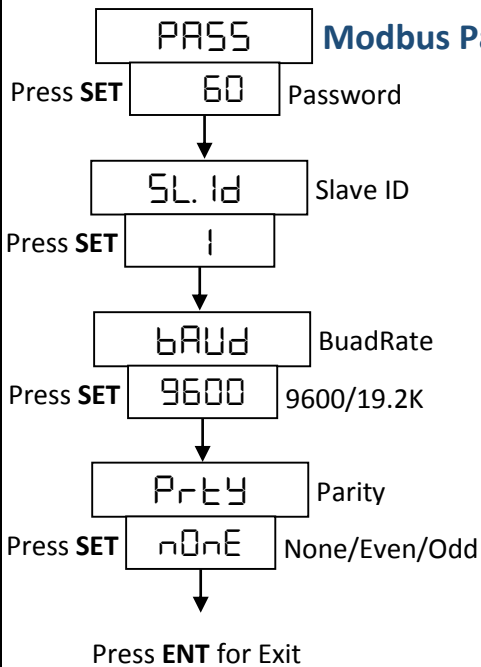 PASS
Modbus Pa
Press SET 60 Password
SL. Id Slave ID
Press SET 1
bAUd BuadRate
Press SET 9600 9600/19.2K
PrtY Parity
Press SET nOnE None/Even/Odd
Press ENT for Exit